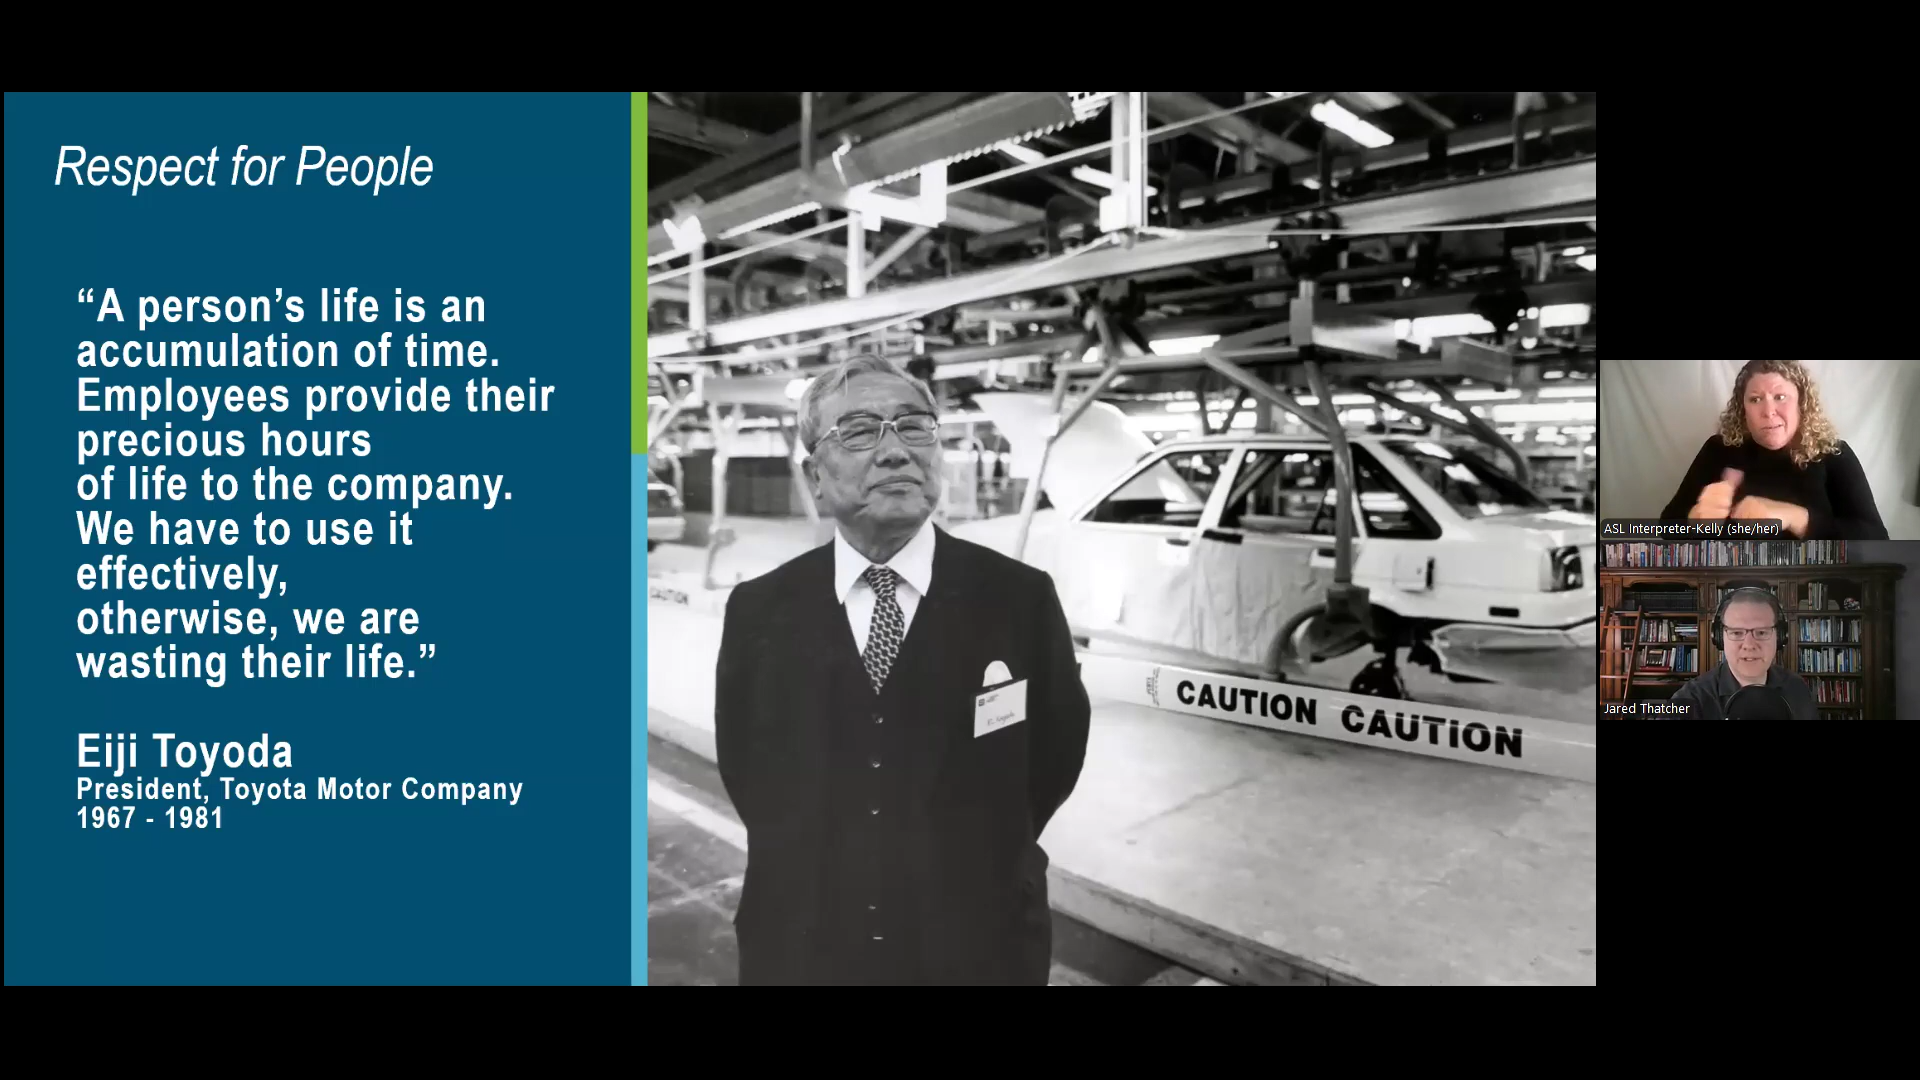 Respect for People
“A person’s life is an
accumulation of time.
Employees provide their
precious hours
of life to the company.
We have to use it
effectively,
otherwise, we are
wasting their life.”
Eiji Toyoda
President, Toyota Motor Company
1967 - 1981
CAUTION CAUTION
CAUTION
ASL Interpreter-Kelly (she/her)
Jared Thatcher